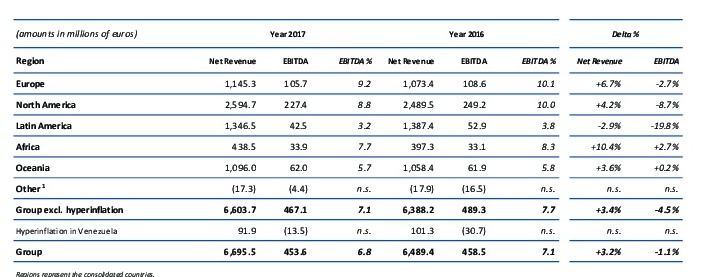 (amounts in millions of euros) Year 2017 Year 2016 Delta %
Region Net Revenue EBITDA EBITDA % Net Revenue EBITDA EBITDA % Net Revenue EBITDA
Europe 1,145.3 105.7 9.2 1,073.4 108.6 10.1 +6.7% -2.7%
North America 2,594.7 227.4 8.8 2,489.5 249.2 10.0 +4.2% -8.7%
Latin America 1,346.5 42.5 3.2 1,387.4 52.9 3.8 -2.9% -19.8%
Africa 438.5 33.9 7.7 397.3 33.1 8.3 +10.4% +2.7%
Oceania 1,096.0 62.0 5.7 1,058.4 61.9 5.8 +3.6% +0.2%
Other ¹ (17.3) (4.4) n.s. (17.9) (16.5) n.s. n.s. n.s.
Group excl. hyperinflation 6,603.7 467.1 7.1 6,388.2 489.3 7.7 +3.4% -4.5%
Hyperinflation in Venezuela 91.9 (13.5) n.s. 101.3 (30.7) n.s. n.s. n.s.
Group 6,695.5 453.6 6.8 6,489.4 458.5 7.1 +3.2% -1.1%
Regions represent the consolidated countries.